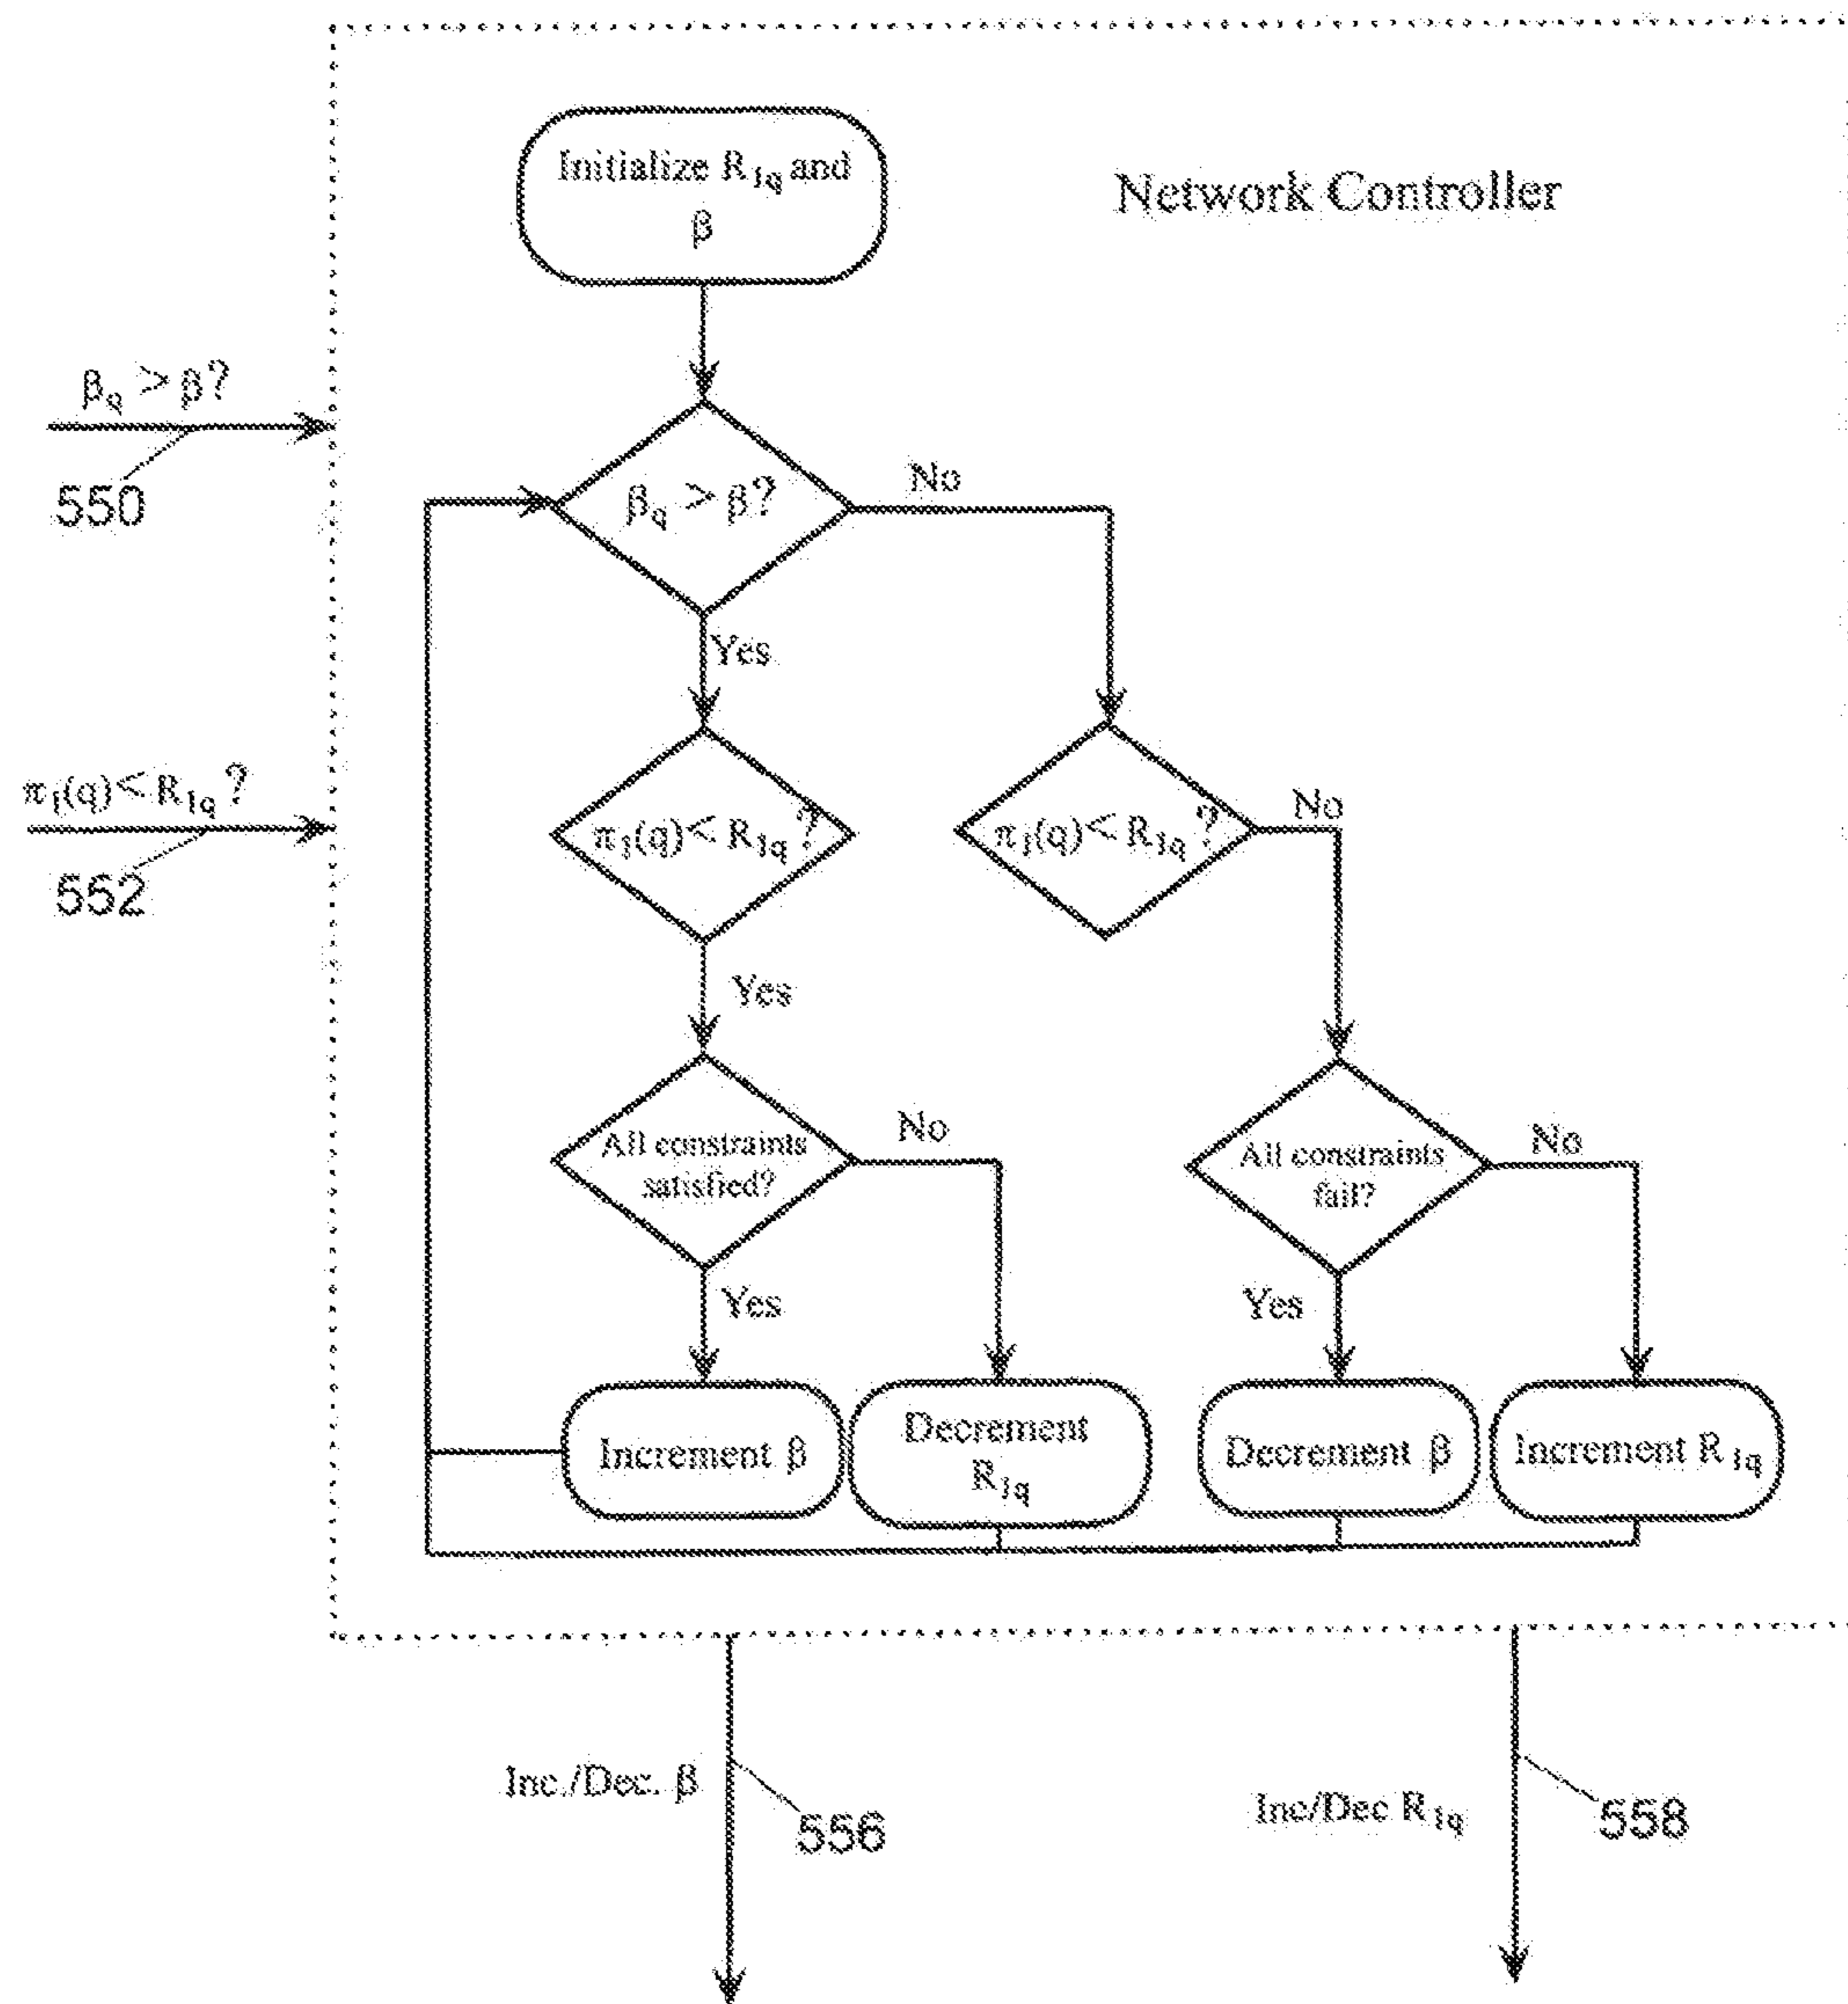 Initialize R1q and
β
Network Controller
βq > β?
550
βq > β?
No
Yes
π1(q) < R1q ?
552
π1(q) < R1q ?
π1(q) < R1q ?
No
Yes
All constraints
satisfied?
No
All constraints
fail?
No
Yes
Yes
Increment β
Decrement
R1q
Decrement β
Increment R1q
Inc./Dec. β
556
Inc/Dec R1q
558